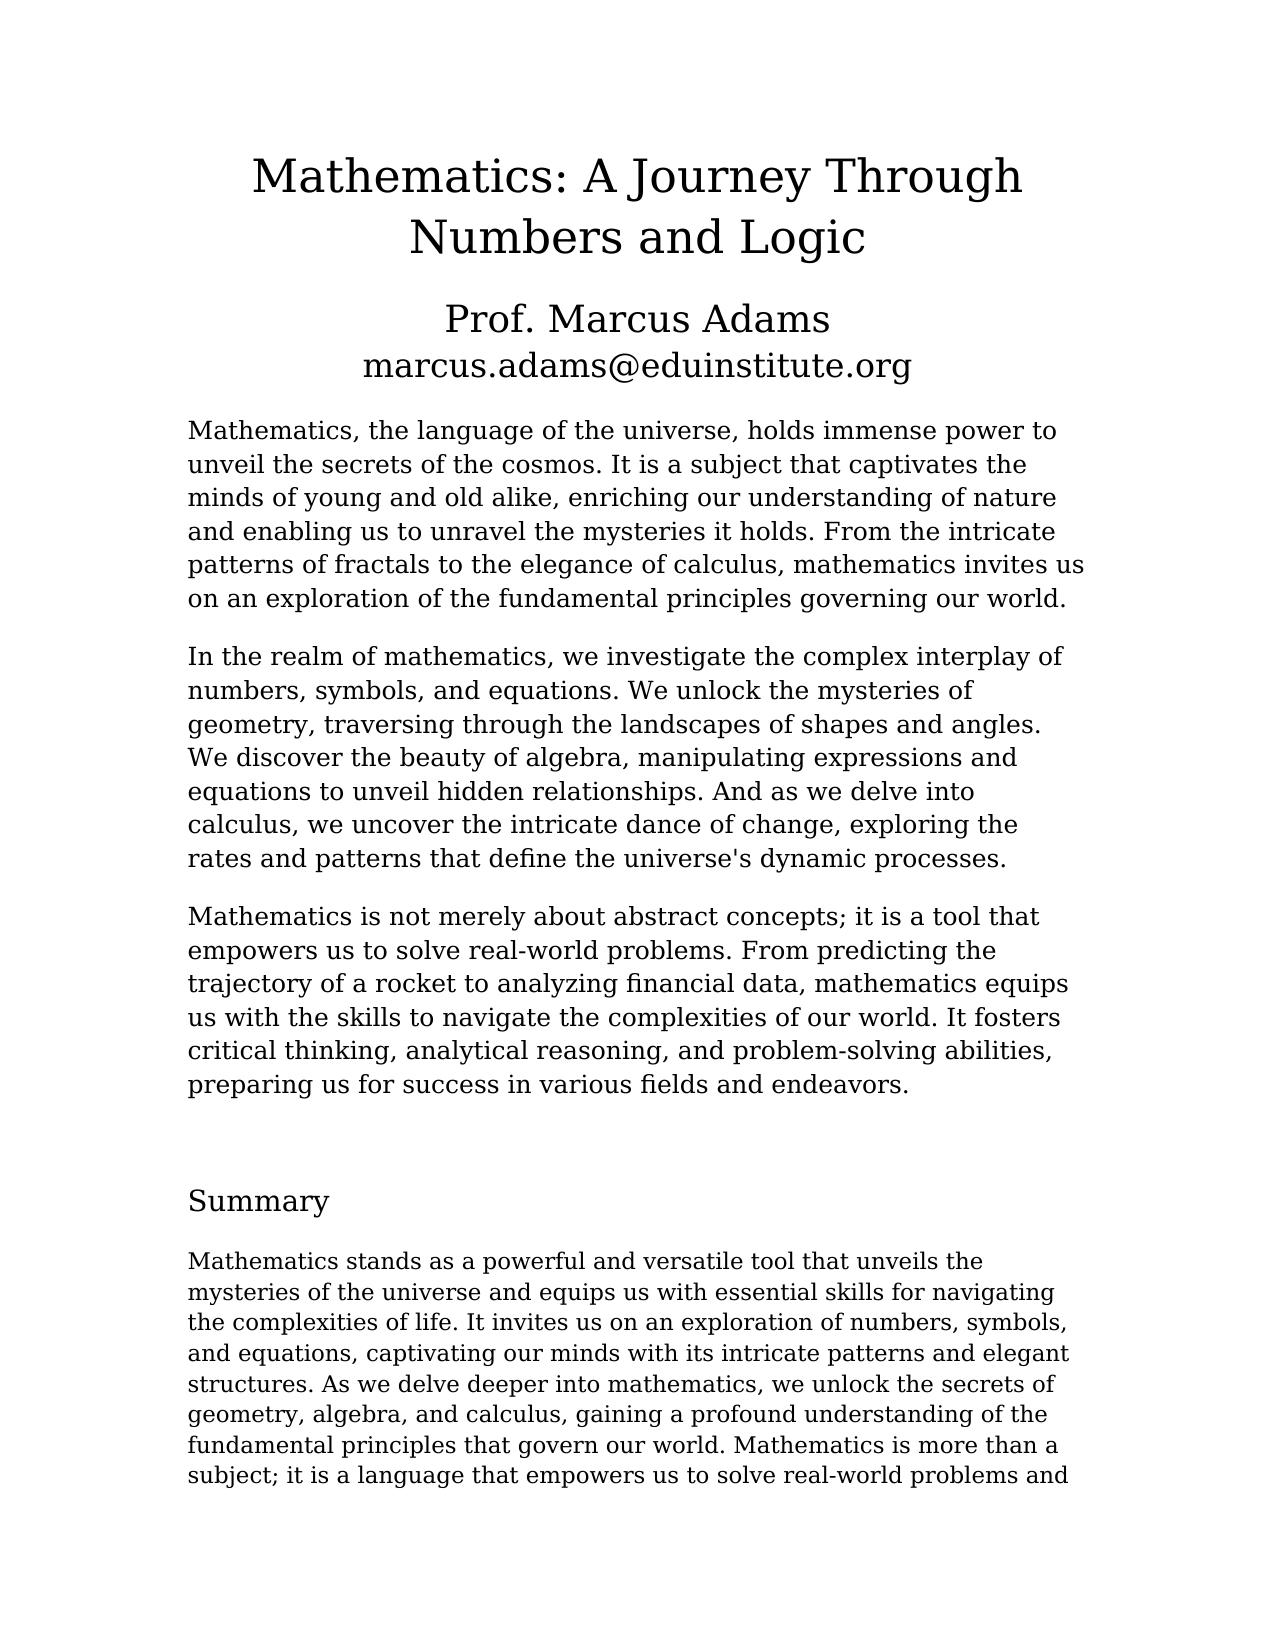 Mathematics: A Journey Through
Numbers and Logic
Prof. Marcus Adams
marcus.adams@eduinstitute.org
Mathematics, the language of the universe, holds immense power to
unveil the secrets of the cosmos. It is a subject that captivates the
minds of young and old alike, enriching our understanding of nature
and enabling us to unravel the mysteries it holds. From the intricate
patterns of fractals to the elegance of calculus, mathematics invites us
on an exploration of the fundamental principles governing our world.
In the realm of mathematics, we investigate the complex interplay of
numbers, symbols, and equations. We unlock the mysteries of
geometry, traversing through the landscapes of shapes and angles.
We discover the beauty of algebra, manipulating expressions and
equations to unveil hidden relationships. And as we delve into
calculus, we uncover the intricate dance of change, exploring the
rates and patterns that define the universe's dynamic processes.
Mathematics is not merely about abstract concepts; it is a tool that
empowers us to solve real-world problems. From predicting the
trajectory of a rocket to analyzing financial data, mathematics equips
us with the skills to navigate the complexities of our world. It fosters
critical thinking, analytical reasoning, and problem-solving abilities,
preparing us for success in various fields and endeavors.
Summary
Mathematics stands as a powerful and versatile tool that unveils the
mysteries of the universe and equips us with essential skills for navigating
the complexities of life. It invites us on an exploration of numbers, symbols,
and equations, captivating our minds with its intricate patterns and elegant
structures. As we delve deeper into mathematics, we unlock the secrets of
geometry, algebra, and calculus, gaining a profound understanding of the
fundamental principles that govern our world. Mathematics is more than a
subject; it is a language that empowers us to solve real-world problems and